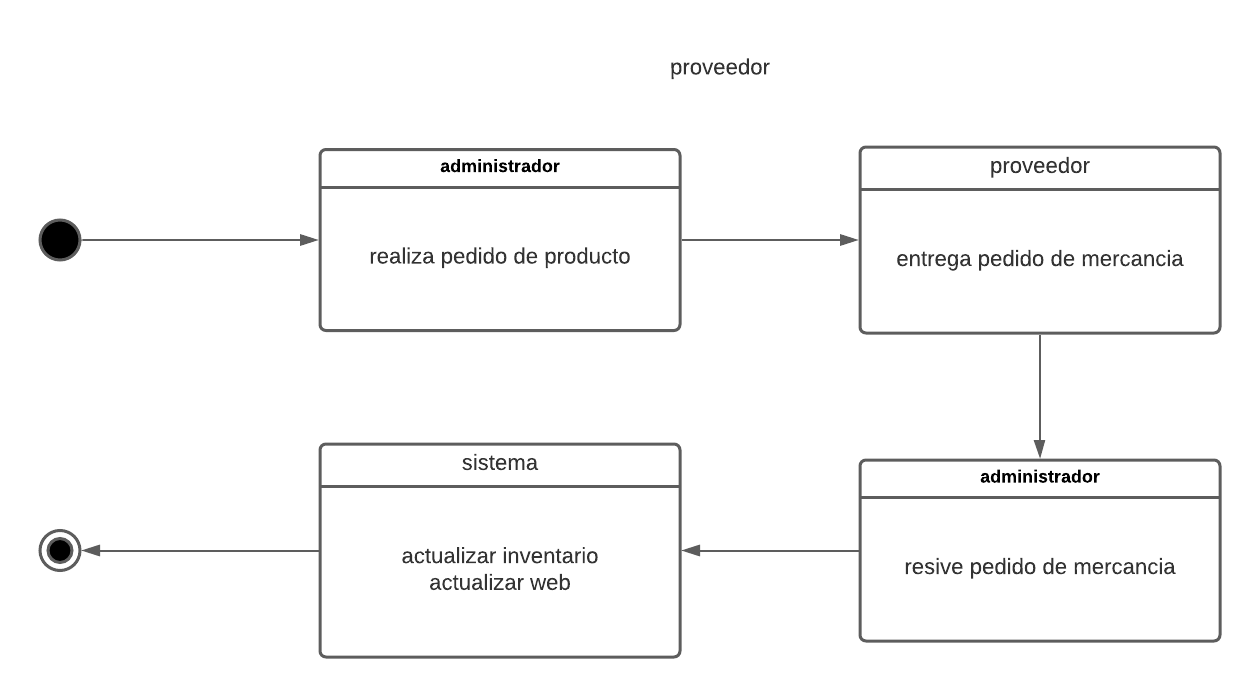 proveedor
administrador
realiza pedido de producto
proveedor
entrega pedido de mercancia
administrador
resive pedido de mercancia
sistema
actualizar inventario
actualizar web